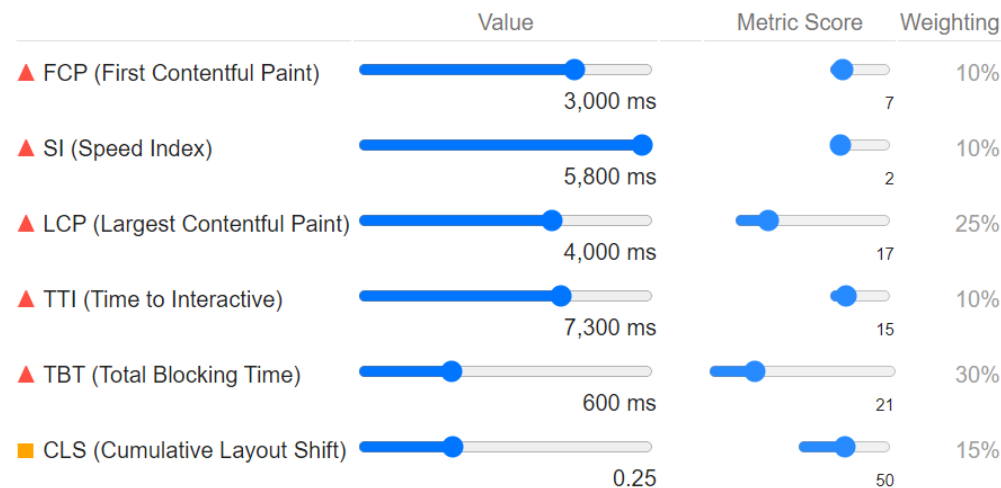 Value Metric Score Weighting
FCP (First Contentful Paint) 10%
3,000 ms 7
SI (Speed Index) 10%
5,800 ms 2
LCP (Largest Contentful Paint) 25%
4,000 ms 17
TTI (Time to Interactive) 10%
7,300 ms 15
TBT (Total Blocking Time) 30%
600 ms 21
CLS (Cumulative Layout Shift) 15%
0.25 50